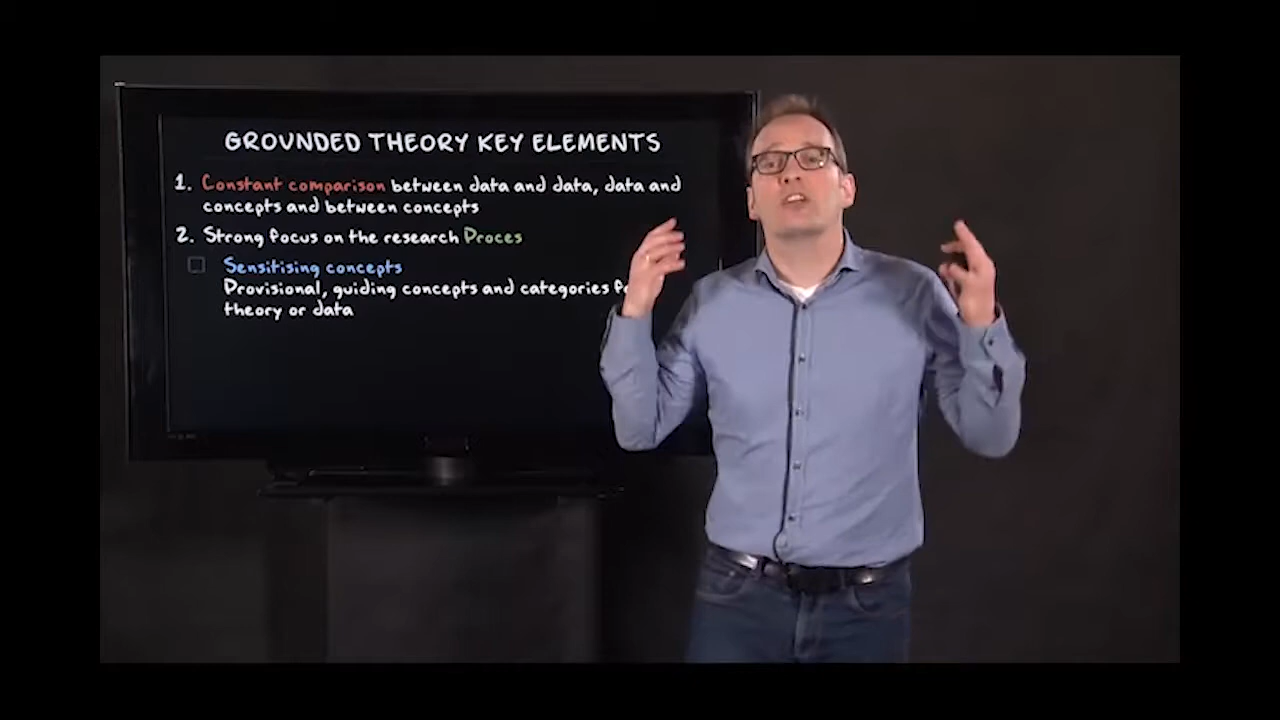 GROUNDED THEORY KEY ELEMENTS
1. Constant comparison between data and data, data and
concepts and between concepts
2. Strong focus on the research Proces
Sensitising concepts
Provisional, guiding concepts and categories
theory or data